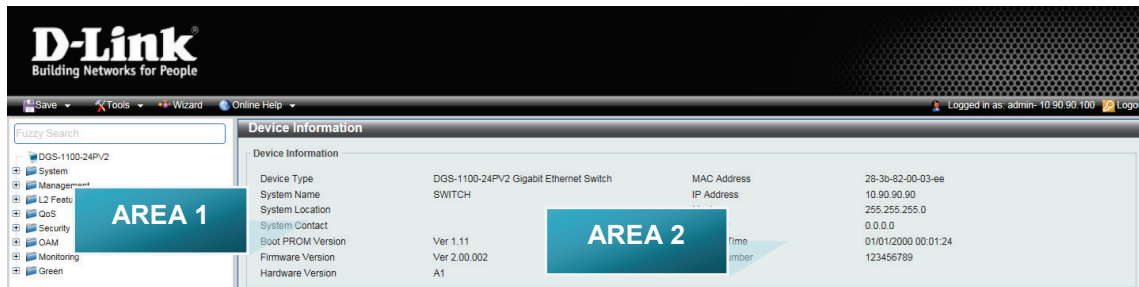 D-Link®
Building Networks for People
Save Tools Wizard Online Help Logged in as: admin- 10.90.90.100 Logo
Fuzzy Search
DGS-1100-24PV2
System
Management
L2 Featu
QoS
Security
OAM
Monitoring
Green
AREA 1
Device Information
Device Information
Device Type DGS-1100-24PV2 Gigabit Ethernet Switch MAC Address 28-3b-82-00-03-ee
System Name SWITCH IP Address 10.90.90.90
System Location 255.255.255.0
System Contact 0.0.0.0
Boot PROM Version Ver 1.11 Time 01/01/2000 00:01:24
Firmware Version Ver 2.00.002 umber 123456789
Hardware Version A1
AREA 2